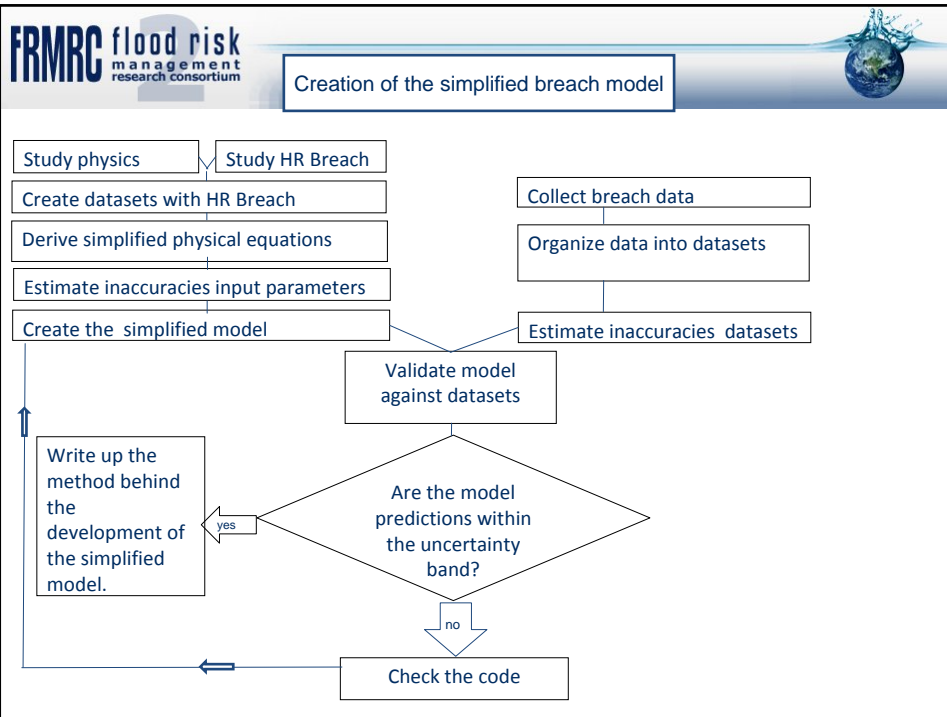 FRMRC flood risk
management
research consortium
2
Creation of the simplified breach model
Study physics
Study HR Breach
Create datasets with HR Breach
Derive simplified physical equations
Estimate inaccuracies input parameters
Create the simplified model
Collect breach data
Organize data into datasets
Estimate inaccuracies datasets
Validate model
against datasets
Are the model
predictions within
the uncertainty
band?
yes
Write up the
method behind
the
development of
the simplified
model.
no
Check the code